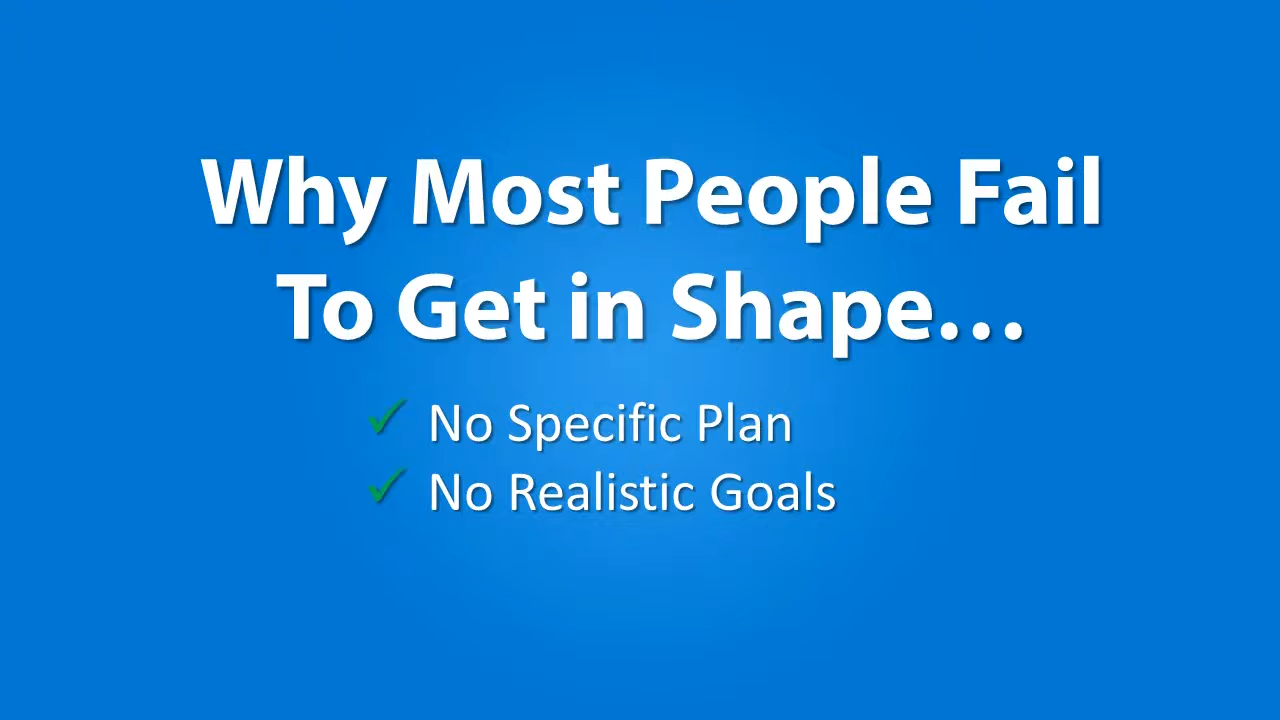 Why Most People Fail
To Get in Shape…
✓ No Specific Plan
✓ No Realistic Goals